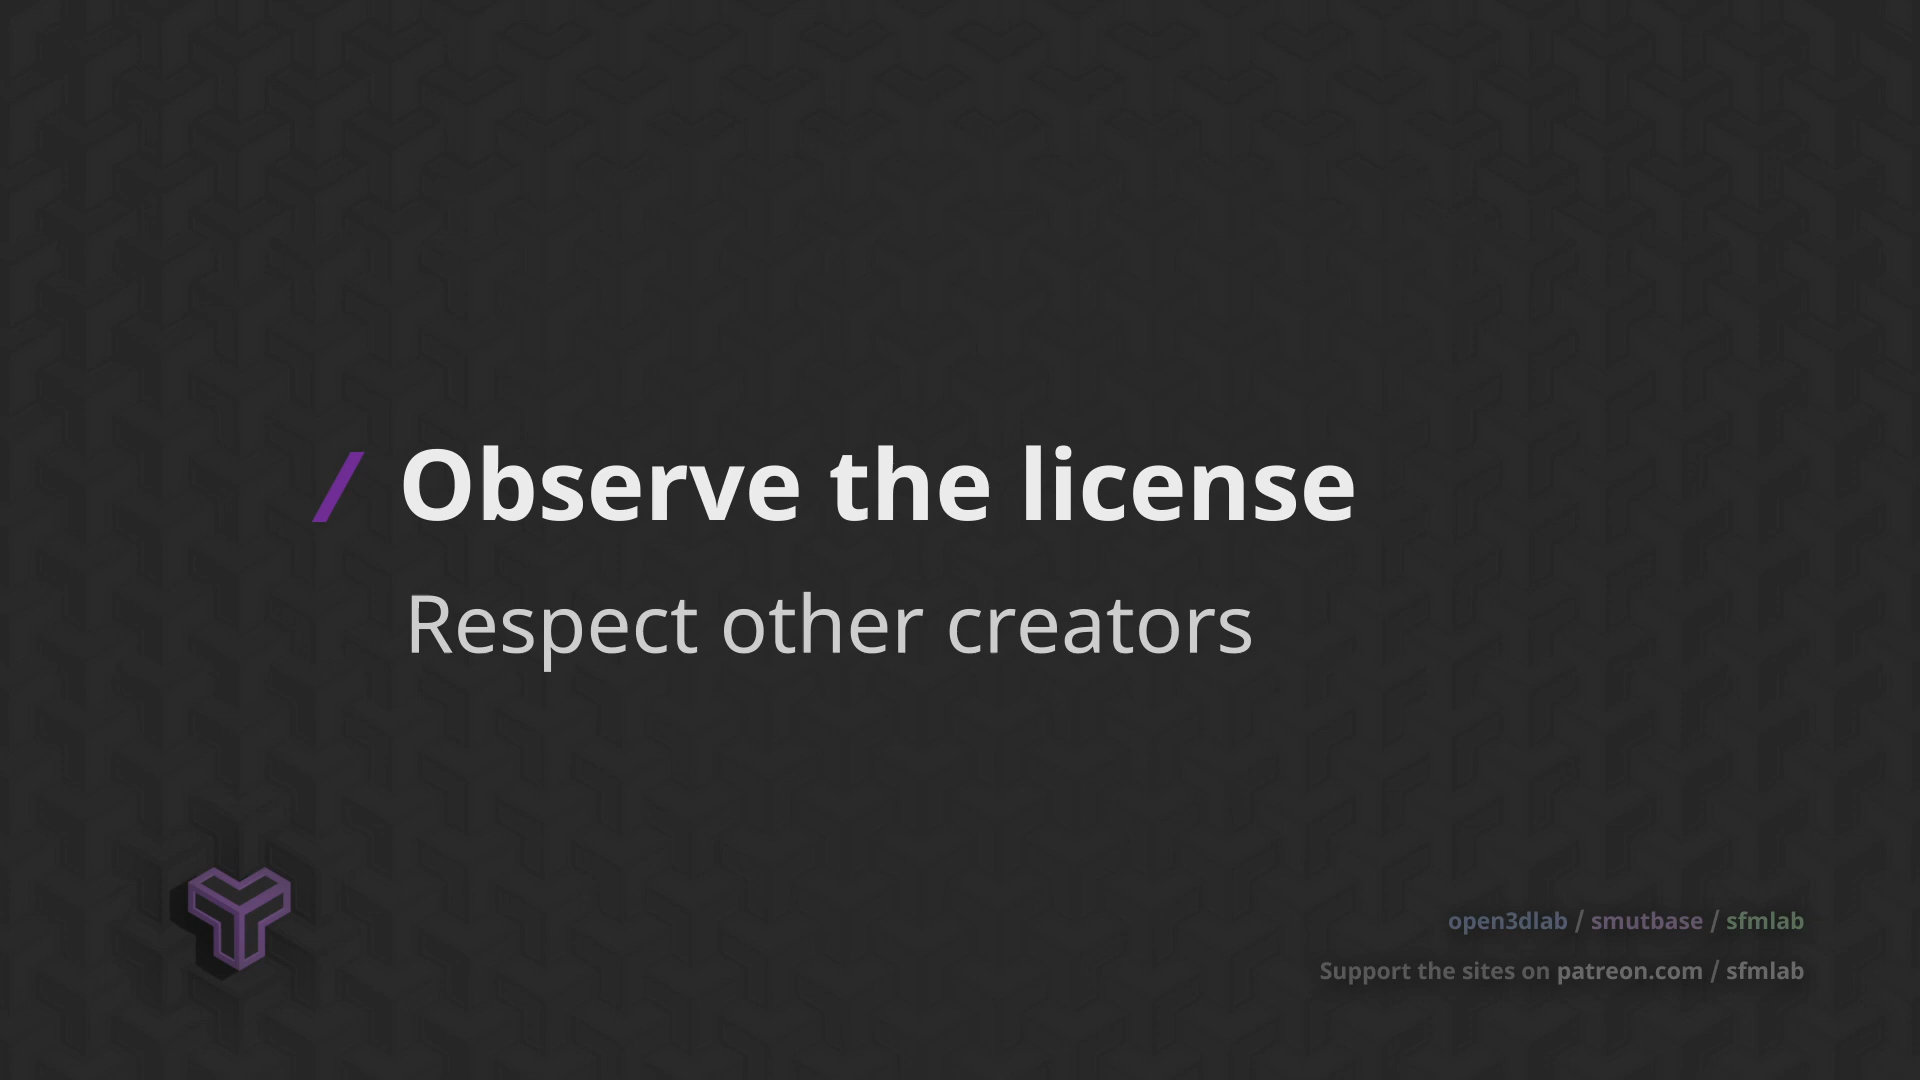 / Observe the license
Respect other creators
open3dlab / smutbase / sfmlab
Support the sites on patreon.com / sfmlab